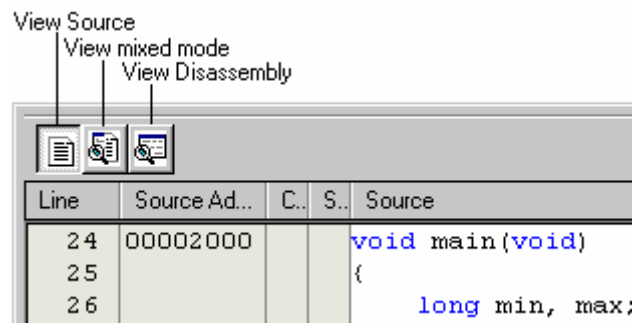 View Source
View mixed mode
View Disassembly
Line Source Ad... C.. S.. Source
24 00002000 void main(void)
25 {
26 long min, max;